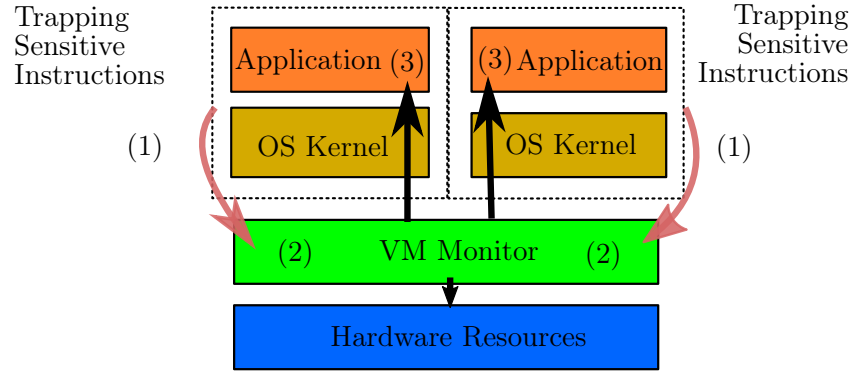 Trapping
Sensitive
Instructions
Trapping
Sensitive
Instructions
Application (3)
(3) Application
(1)
OS Kernel
OS Kernel
(1)
(2) VM Monitor (2)
Hardware Resources